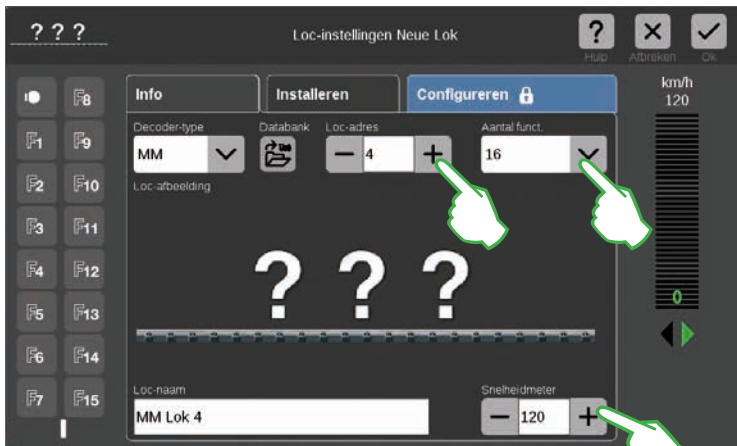 ? ? ?
Loc-instellingen Neue Lok
?
Hulp
Afbreken
Ok
F8
F1
F9
F2
F10
F3
F11
F4
F12
F5
F13
F6
F14
F7
F15
Info
Installeren
Configureren
Decoder-type
Databank
Loc-adres
Aantal funct.
MM
4
16
Loc-afbeelding
? ? ?
Loc-naam
Snelheidmeter
MM Lok 4
120
km/h
120
0